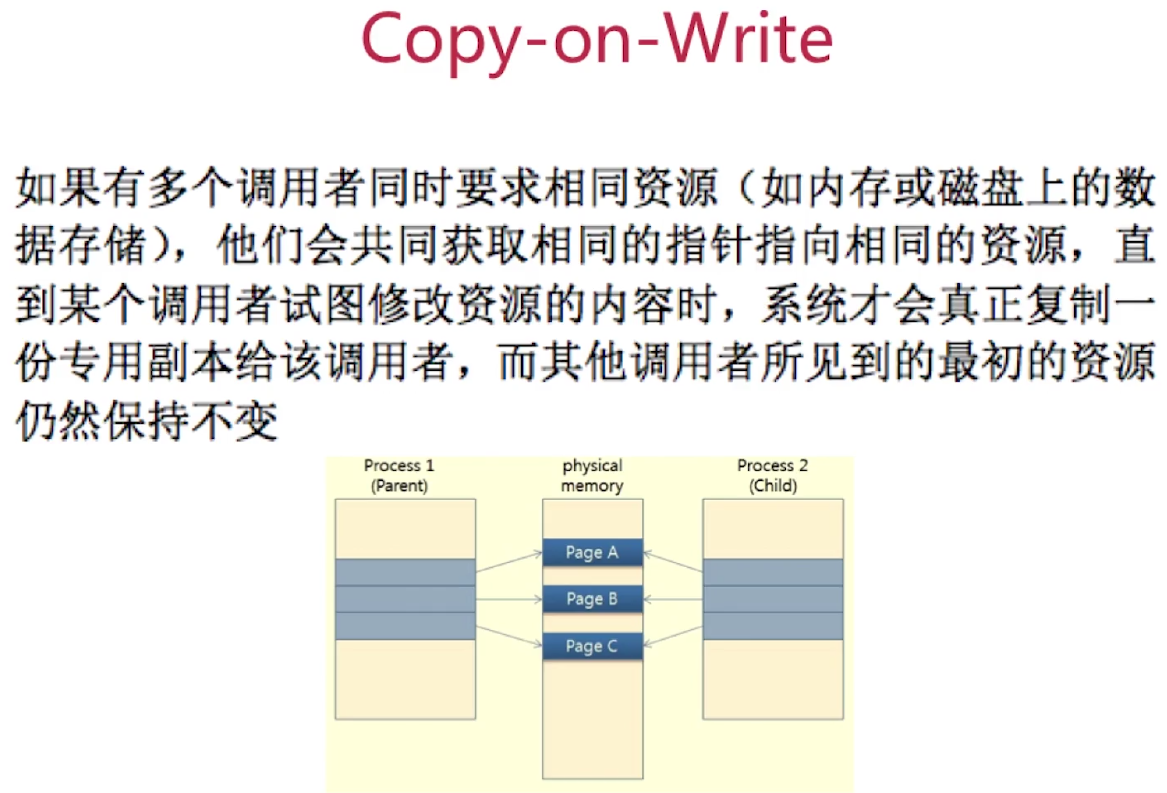 Copy-on-Write
如果有多个调用者同时要求相同资源（如内存或磁盘上的数
据存储），他们会共同获取相同的指针指向相同的资源，直
到某个调用者试图修改资源的内容时，系统才会真正复制一
份专用副本给该调用者，而其他调用者所见到的最初的资源
仍然保持不变
Process 1
(Parent)
physical
memory
Process 2
(Child)
Page A
Page B
Page C